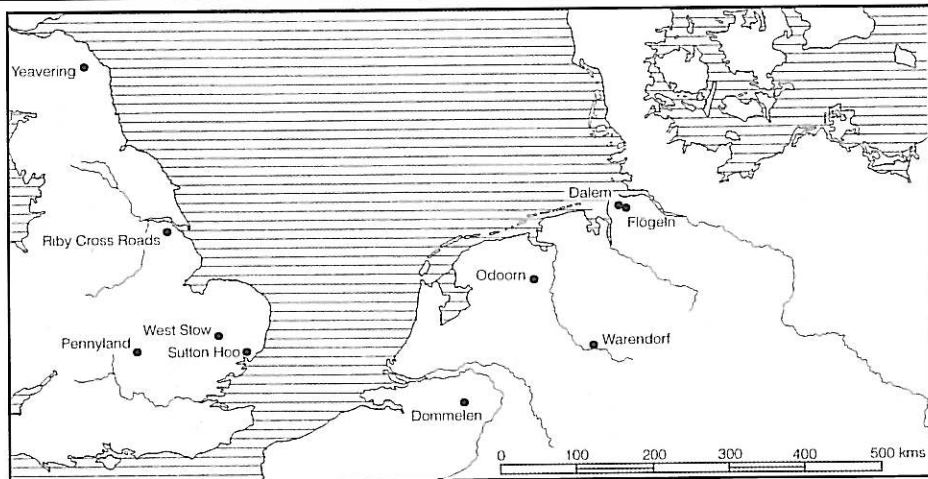 Yeavering
Dalem
Flögeln
Riby Cross Roads
Odoorn
West Stow
Pennyland
Sutton Hoo
Warendorf
Dommelen
0 100 200 300 400 500 kms